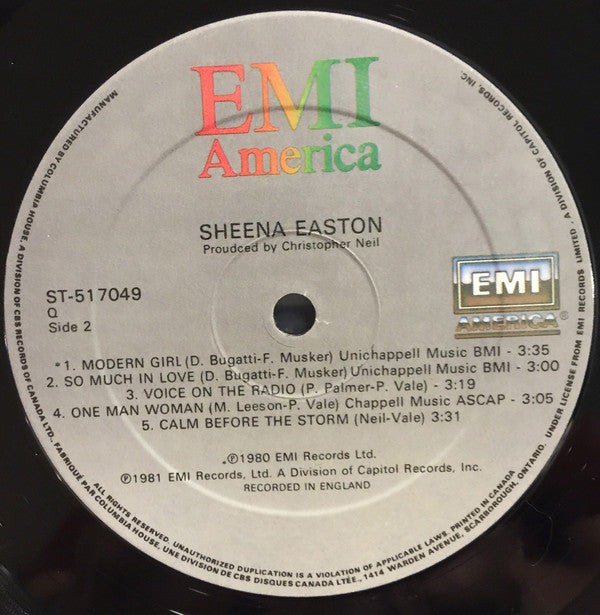 EMI
America
SHEENA EASTON
Proudced by Christopher Neil
ST-517049
Q
Side 2
EMI
AMERICA®
*1. MODERN GIRL (D. Bugatti-F. Musker) Unichappell Music BMI - 3:35
2. SO MUCH IN LOVE (D. Bugatti-F. Musker) Unichappell Music BMI - 3:00
3. VOICE ON THE RADIO (P. Palmer-P. Vale) - 3:19
4. ONE MAN WOMAN (M. Leeson-P. Vale) Chappell Music ASCAP - 3:05
5. CALM BEFORE THE STORM (Neil-Vale) 3:31
*℗1980 EMI Records Ltd.
℗1981 EMI Records, Ltd. A Division of Capitol Records, Inc.
RECORDED IN ENGLAND
MANUFACTURED BY COLUMBIA HOUSE, A DIVISION OF CBS RECORDS OF CANADA LTD. FABRIQUÉ PAR COLUMBIA HOUSE, UNE DIVISION DE CBS DISQUES CANADA LTÉE., 1414 WARDEN AVENUE, SCARBOROUGH, ONTARIO. UNDER LICENSE FROM EMI RECORDS LIMITED. A DIVISION OF CAPITOL RECORDS, INC.
ALL RIGHTS RESERVED. UNAUTHORIZED DUPLICATION IS A VIOLATION OF APPLICABLE LAWS. PRINTED IN CANADA